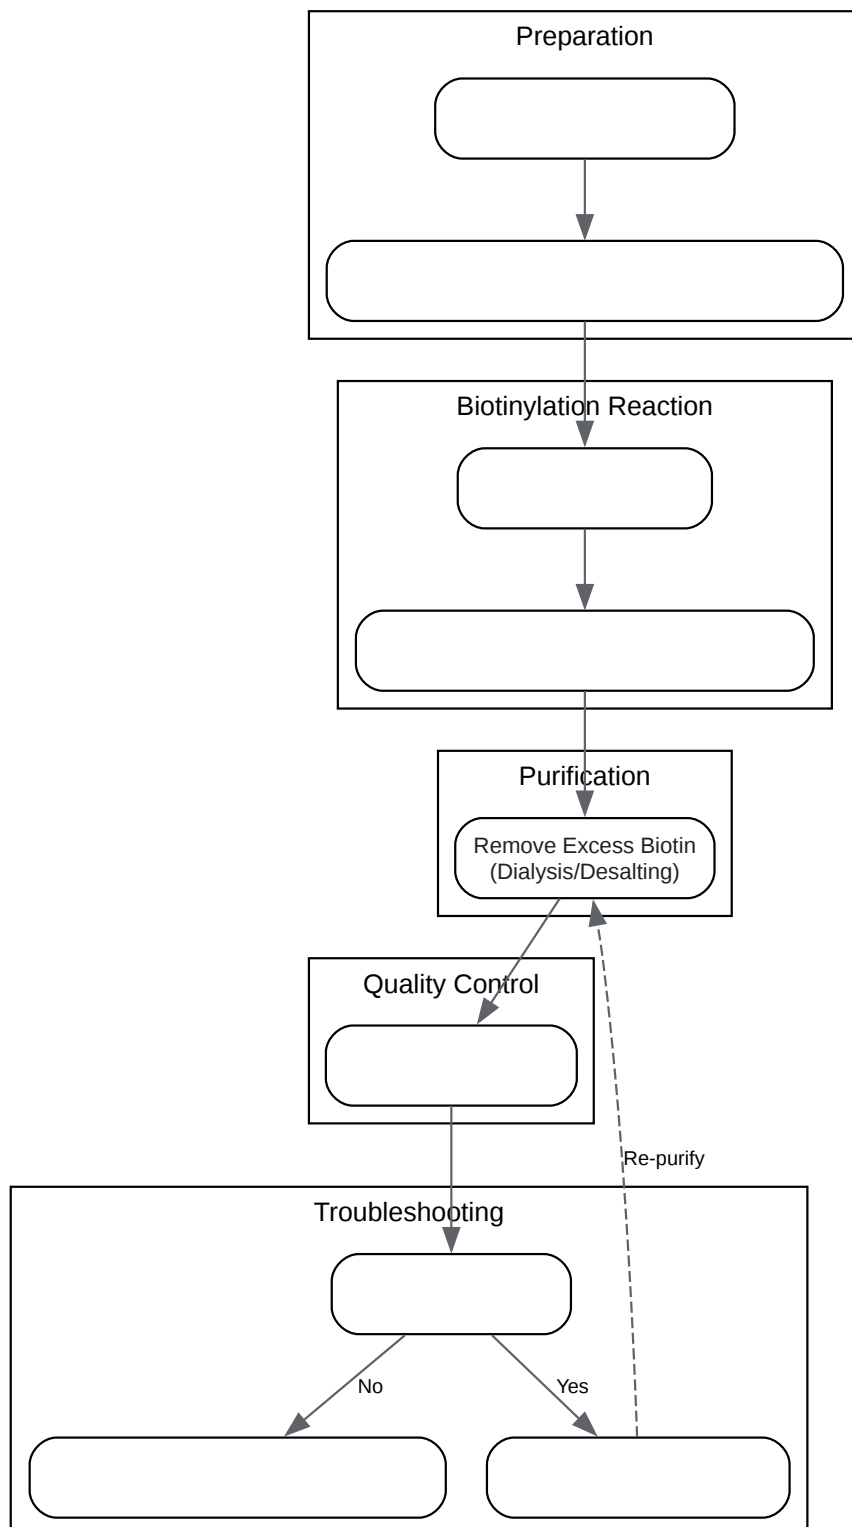 Preparation
Biotinylation Reaction
Purification
Remove Excess Biotin
(Dialysis/Desalting)
Quality Control
Re-purify
Troubleshooting
No
Yes